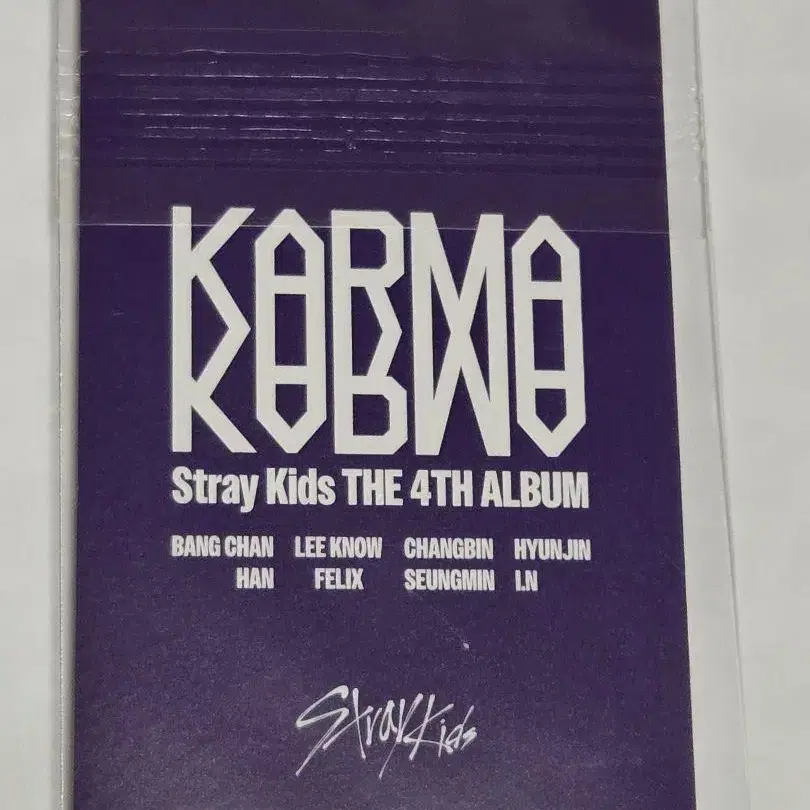 KARMA
Stray Kids THE 4TH ALBUM
BANG CHAN LEE KNOW CHANGBIN HYUNJIN
HAN FELIX SEUNGMIN I.N
Stray Kids